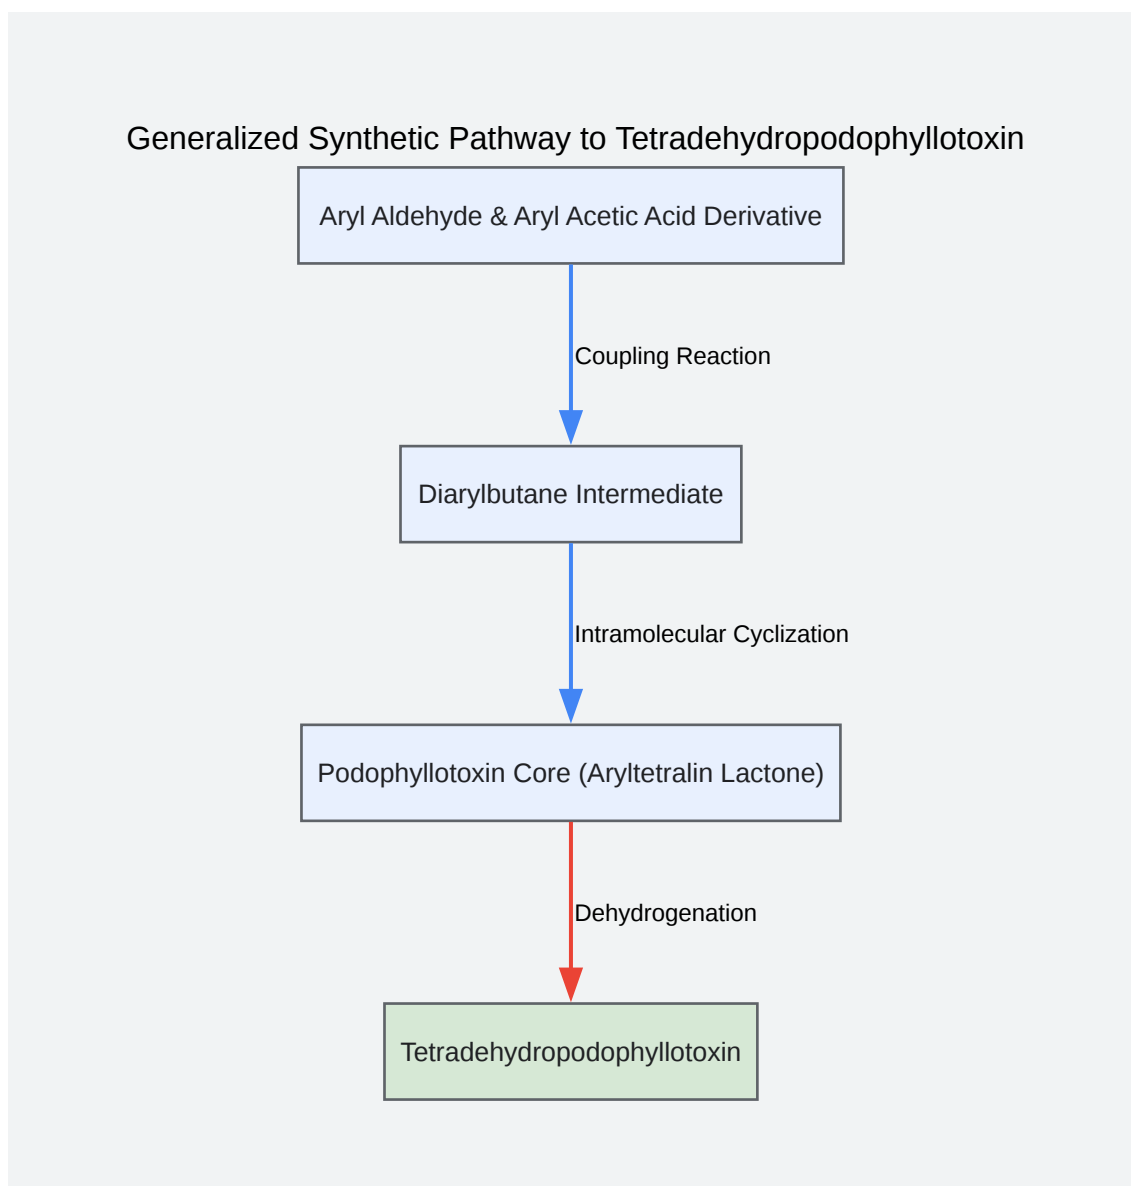 Generalized Synthetic Pathway to Tetradehydropodophyllotoxin
Aryl Aldehyde & Aryl Acetic Acid Derivative
Coupling Reaction
Diarylbutane Intermediate
Intramolecular Cyclization
Podophyllotoxin Core (Aryltetralin Lactone)
Dehydrogenation
Tetradehydropodophyllotoxin